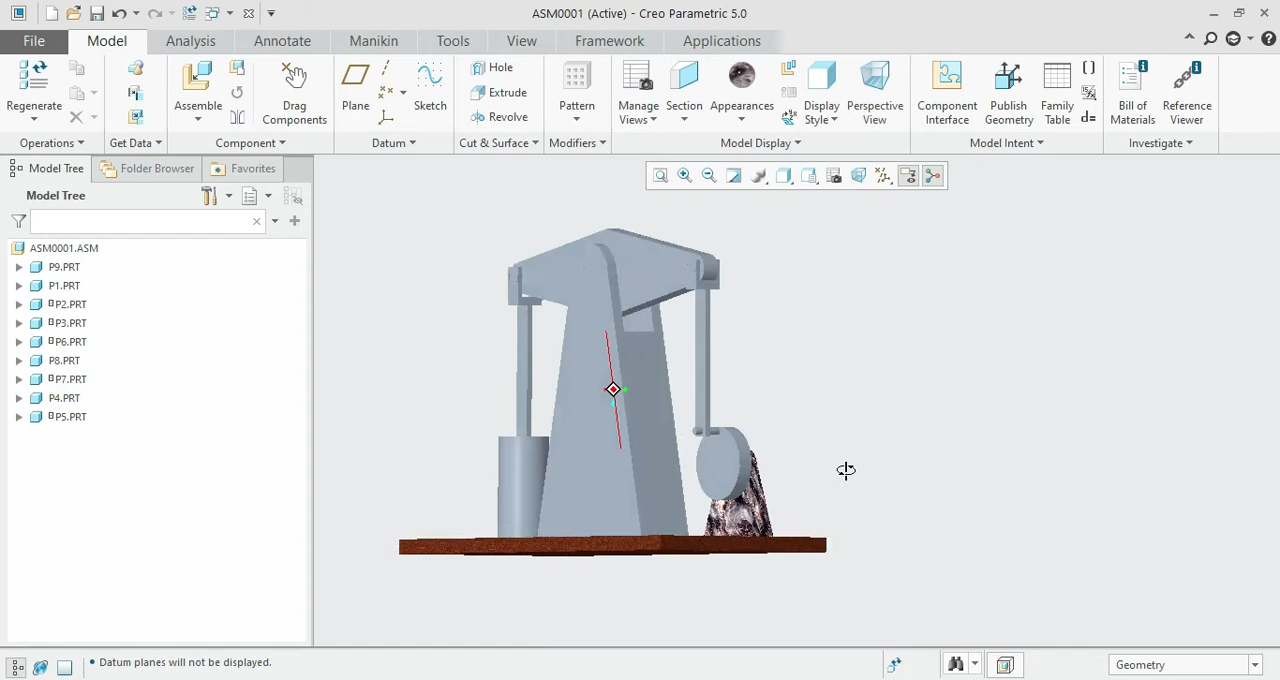 ASM0001 (Active) - Creo Parametric 5.0
File Model Analysis Annotate Manikin Tools View Framework Applications
Regenerate
Assemble
Drag Components
Plane
Sketch
Hole
Extrude
Revolve
Pattern
Manage Views
Section
Appearances
Display Style
Perspective View
Component Interface
Publish Geometry
Family Table
d=
Bill of Materials
Reference Viewer
Operations Get Data Component Datum Cut & Surface Modifiers Model Display Model Intent Investigate
Model Tree Folder Browser Favorites
Model Tree
ASM0001.ASM
P9.PRT
P1.PRT
P2.PRT
P3.PRT
P6.PRT
P8.PRT
P7.PRT
P4.PRT
P5.PRT
• Datum planes will not be displayed.
Geometry